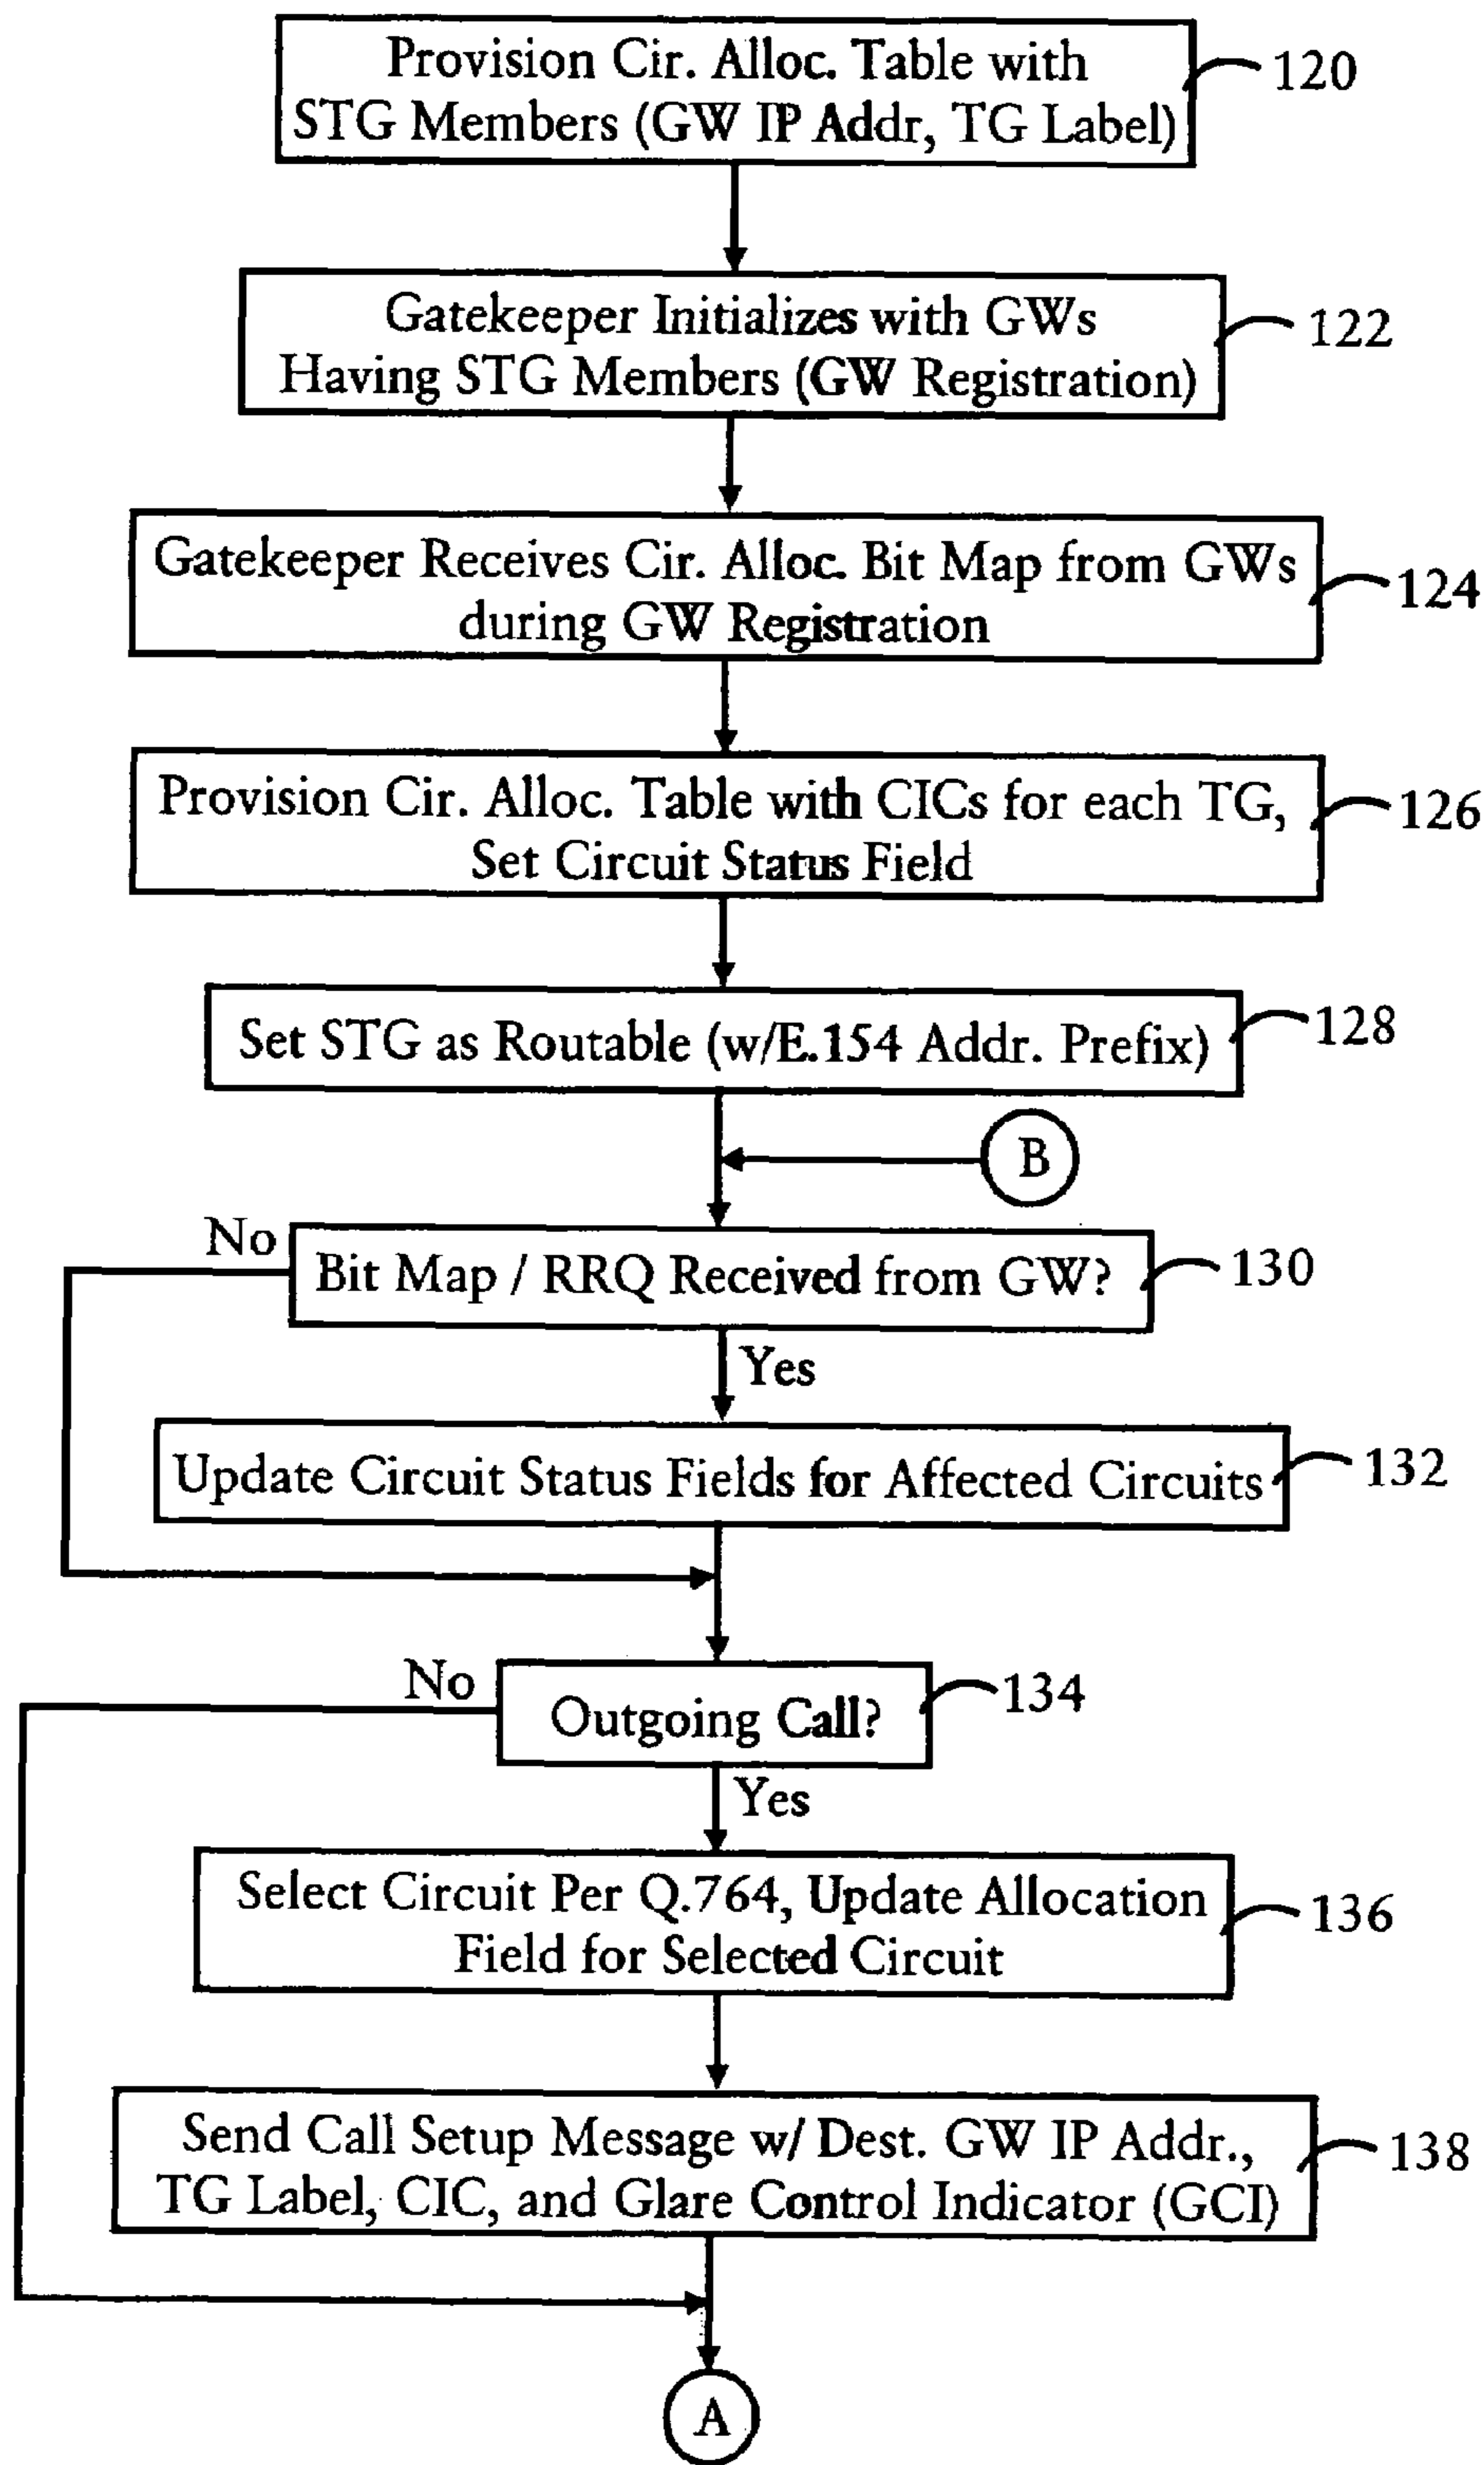 Provision Cir. Alloc. Table with
STG Members (GW IP Addr, TG Label)
120
Gatekeeper Initializes with GWs
Having STG Members (GW Registration)
122
Gatekeeper Receives Cir. Alloc. Bit Map from GWs
during GW Registration
124
Provision Cir. Alloc. Table with CICs for each TG,
Set Circuit Status Field
126
Set STG as Routable (w/E.154 Addr. Prefix)
128
B
No
Bit Map / RRQ Received from GW?
130
Yes
Update Circuit Status Fields for Affected Circuits
132
No
Outgoing Call?
134
Yes
Select Circuit Per Q.764, Update Allocation
Field for Selected Circuit
136
Send Call Setup Message w/ Dest. GW IP Addr.,
TG Label, CIC, and Glare Control Indicator (GCI)
138
A